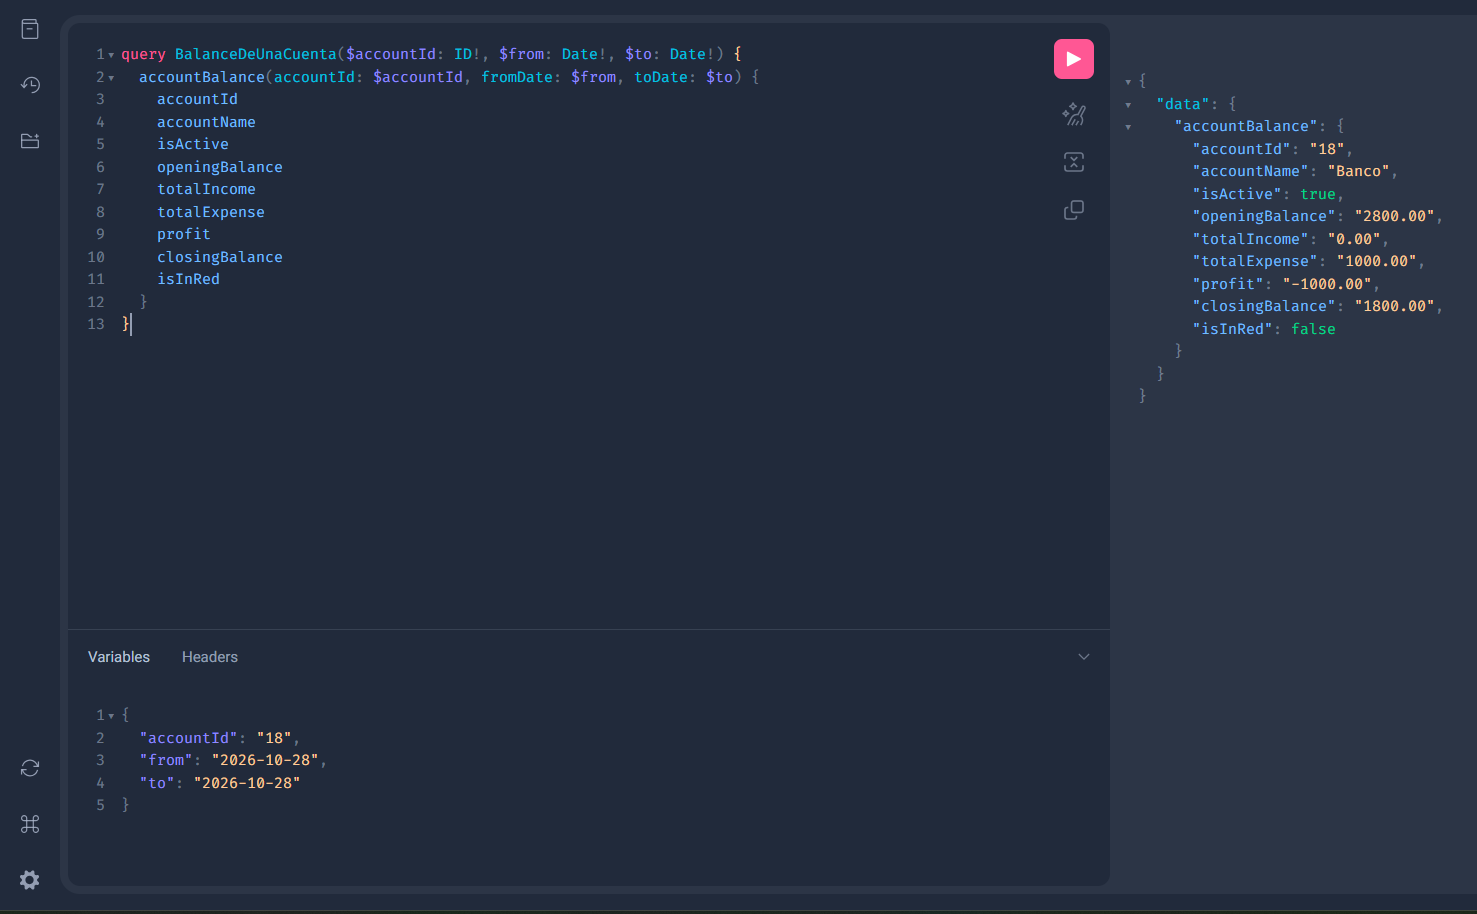 1 query BalanceDeUnaCuenta($accountId: ID!, $from: Date!, $to: Date!) {
2 accountBalance(accountId: $accountId, fromDate: $from, toDate: $to) {
3 accountId
4 accountName
5 isActive
6 openingBalance
7 totalIncome
8 totalExpense
9 profit
10 closingBalance
11 isInRed
12 }
13 }
Variables Headers
1 {
2 "accountId": "18",
3 "from": "2026-10-28",
4 "to": "2026-10-28"
5 }
{
"data": {
"accountBalance": {
"accountId": "18",
"accountName": "Banco",
"isActive": true,
"openingBalance": "2800.00",
"totalIncome": "0.00",
"totalExpense": "1000.00",
"profit": "-1000.00",
"closingBalance": "1800.00",
"isInRed": false
}
}
}